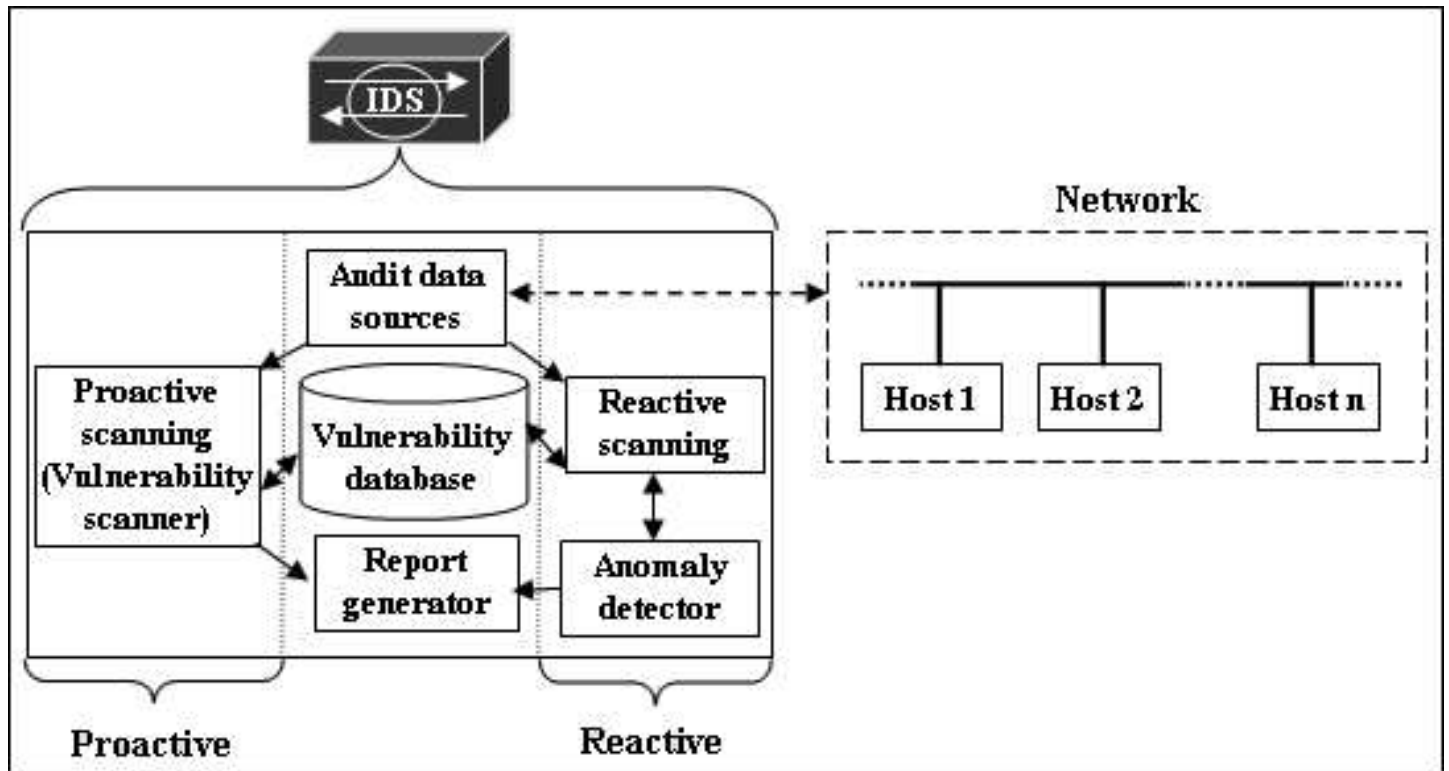 IDS
Network
Audit data
sources
Proactive
scanning
(Vulnerability
scanner)
Vulnerability
database
Reactive
scanning
Host 1
Host 2
Host n
Report
generator
Anomaly
detector
Proactive
Reactive